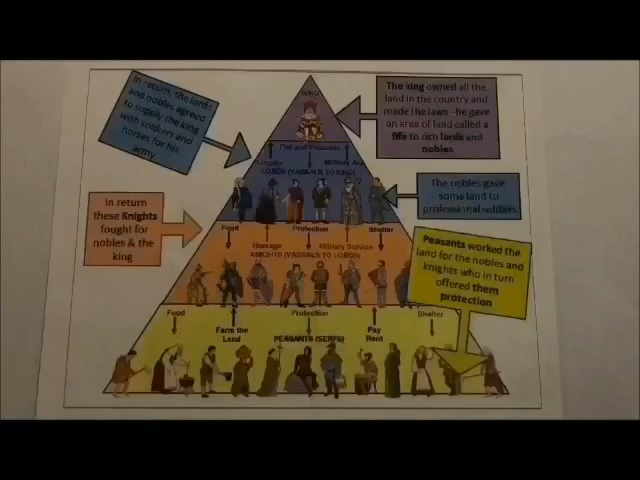 In return, the lords
and nobles agreed
to supply the king
with soldiers and
horses for his
army
The king owned all the
land in the country and
made the laws –he gave
an area of land called a
fife to rich lords and
nobles
KING
Fief and Peasants
Loyalty
Military Aid
LORDS (VASSALS TO KING)
The nobles gave
some land to
professional soldiers
In return
these Knights
fought for
nobles & the
king
Food
Protection
Shelter
Homage
Military Service
KNIGHTS (VASSALS TO LORDS)
Peasants worked the
land for the nobles and
knights who in turn
offered them
protection
Food
Protection
Shelter
Farm the
Land
PEASANTS (SERFS)
Pay
Rent